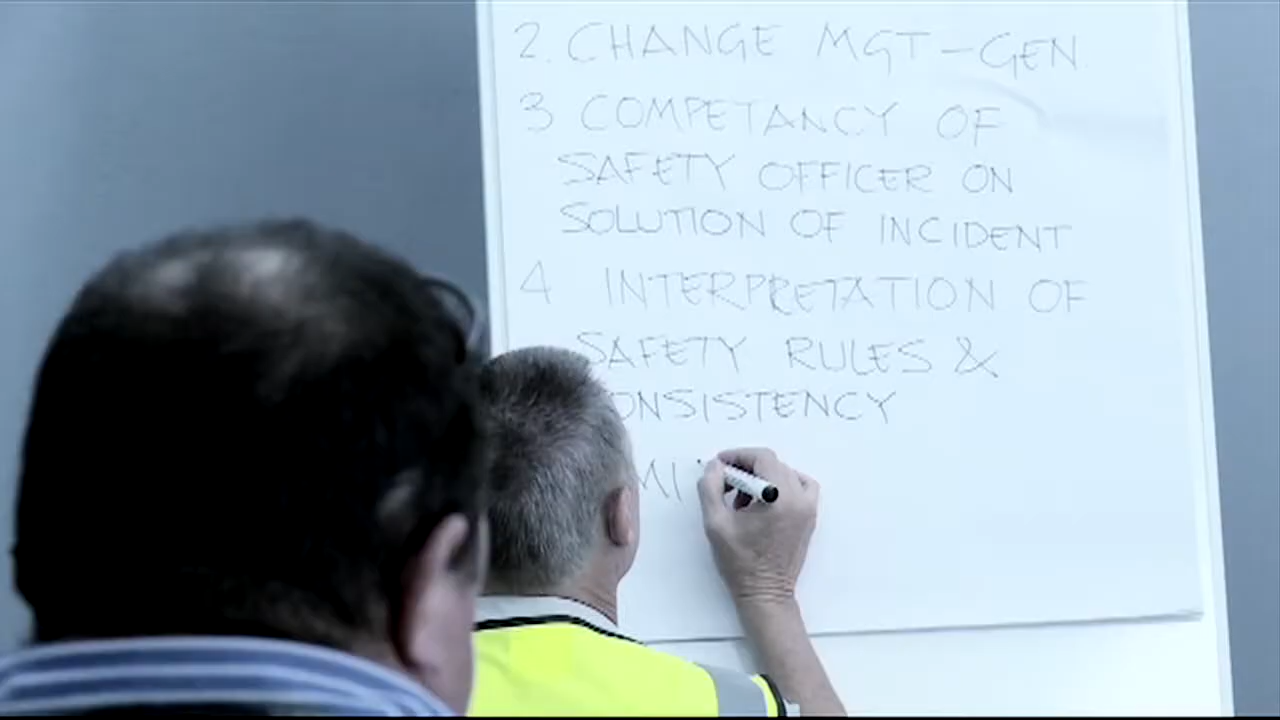 2. CHANGE MGT-GEN
3 COMPETANCY OF
SAFETY OFFICER ON
SOLUTION OF INCIDENT
4 INTERPRETATION OF
SAFETY RULES &
ONSISTENCY